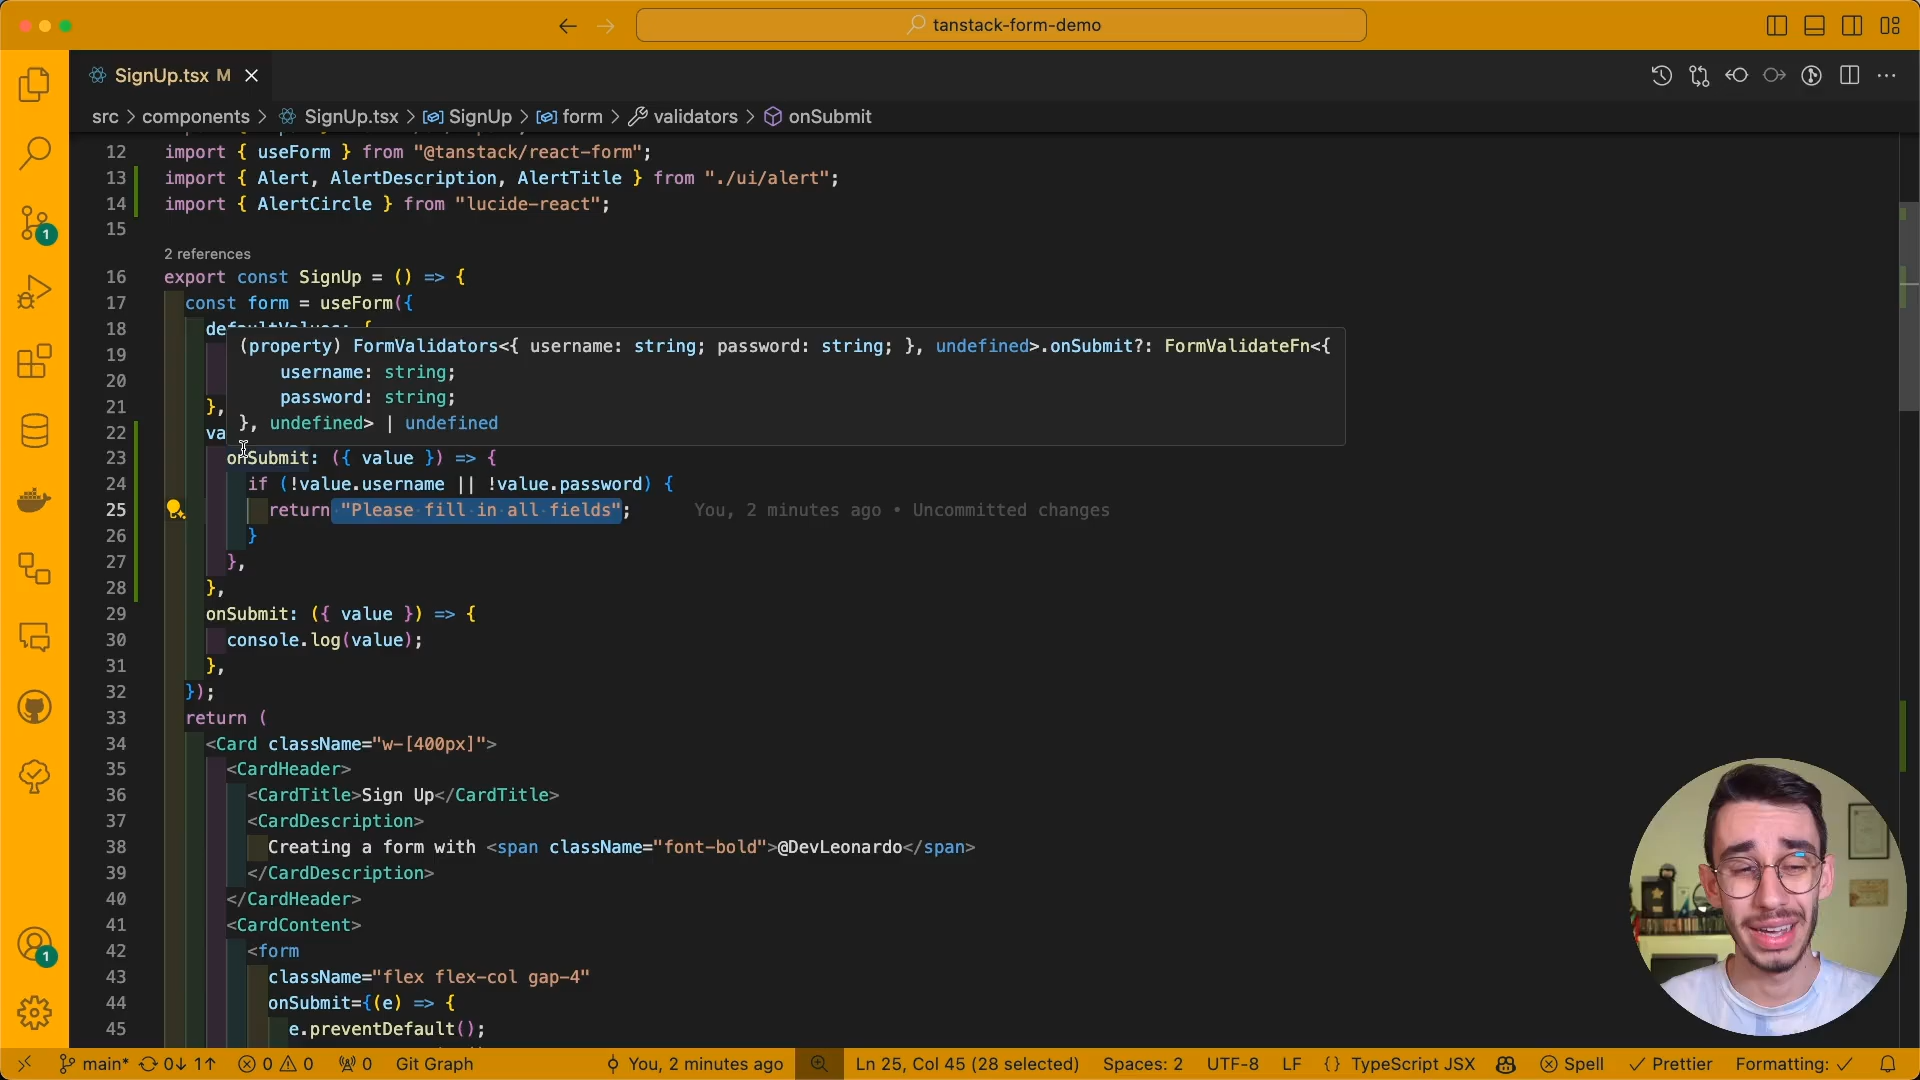 tanstack-form-demo
SignUp.tsx M
src > components > SignUp.tsx > SignUp > form > validators > onSubmit
12 import { useForm } from "@tanstack/react-form";
13 import { Alert, AlertDescription, AlertTitle } from "./ui/alert";
14 import { AlertCircle } from "lucide-react";
15
2 references
16 export const SignUp = () => {
17 const form = useForm({
18 defaultValues: {
(property) FormValidators<{ username: string; password: string; }, undefined>.onSubmit?: FormValidateFn<{
19
username: string;
20
password: string;
21 },
}, undefined> | undefined
22 va
23 onSubmit: ({ value }) => {
24 if (!value.username || !value.password) {
25 return "Please fill in all fields"; You, 2 minutes ago • Uncommitted changes
26 }
27 },
28 },
29 onSubmit: ({ value }) => {
30 console.log(value);
31 },
32 });
33 return (
34 <Card className="w-[400px]">
35 <CardHeader>
36 <CardTitle>Sign Up</CardTitle>
37 <CardDescription>
38 Creating a form with <span className="font-bold">@DevLeonardo</span>
39 </CardDescription>
40 </CardHeader>
41 <CardContent>
42 <form
43 className="flex flex-col gap-4"
44 onSubmit={(e) => {
45 e.preventDefault();
1
1
main* 0↓ 1↑ 0 0 0 Git Graph You, 2 minutes ago Ln 25, Col 45 (28 selected) Spaces: 2 UTF-8 LF {} TypeScript JSX Spell Prettier Formatting: ✓